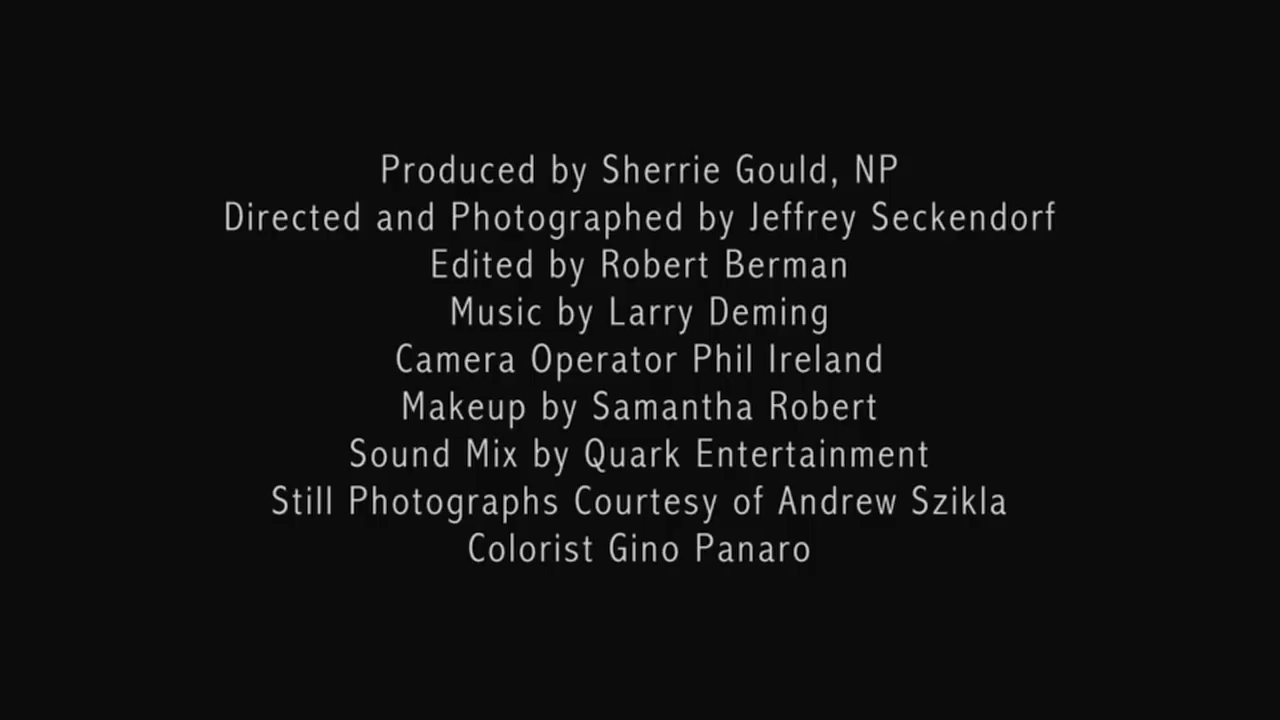 Produced by Sherrie Gould, NP
Directed and Photographed by Jeffrey Seckendorf
Edited by Robert Berman
Music by Larry Deming
Camera Operator Phil Ireland
Makeup by Samantha Robert
Sound Mix by Quark Entertainment
Still Photographs Courtesy of Andrew Szikla
Colorist Gino Panaro